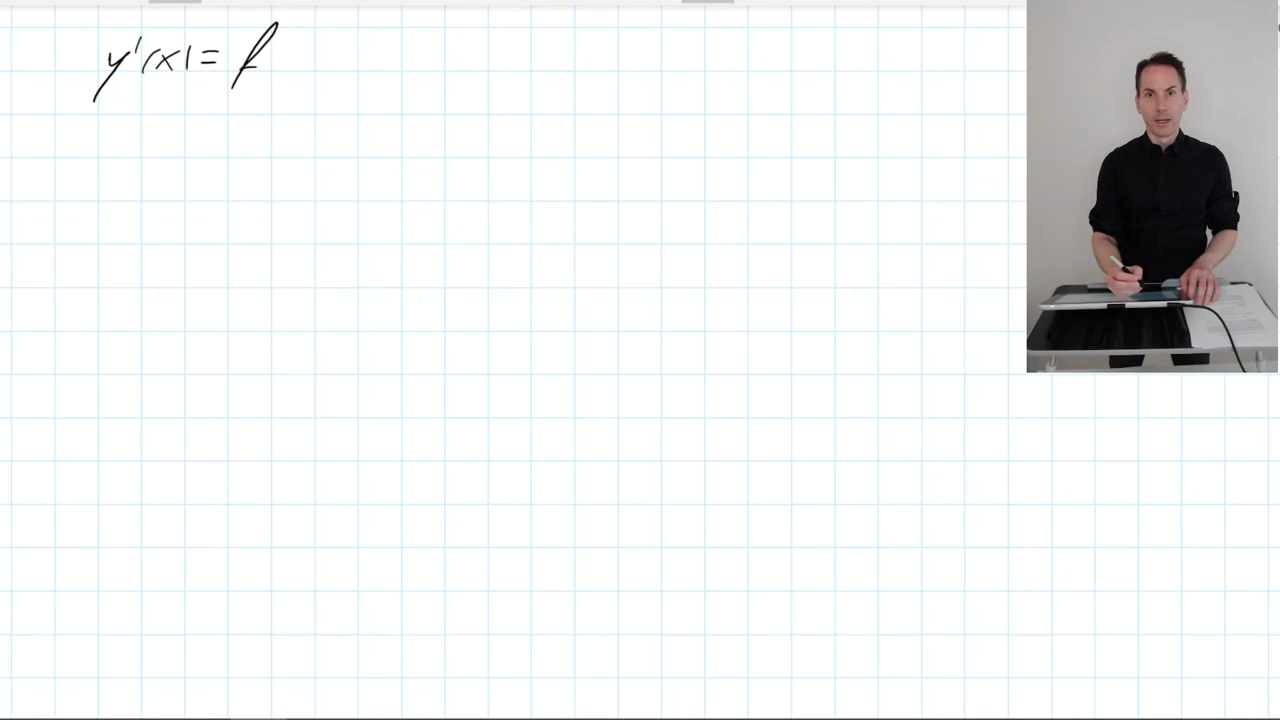 y'(x) = f